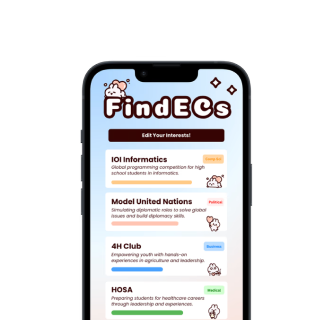 FindECs
Edit Your Interests!
IOI Informatics
Global programming competition for high
school students in informatics.
Model United Nations
Political
Simulating diplomatic roles to solve global
issues and build diplomacy skills.
4H Club
Business
Empowering youth with hands-on
experiences in agriculture and leadership.
HOSA
Medical
Preparing students for healthcare careers
through leadership and experiences.